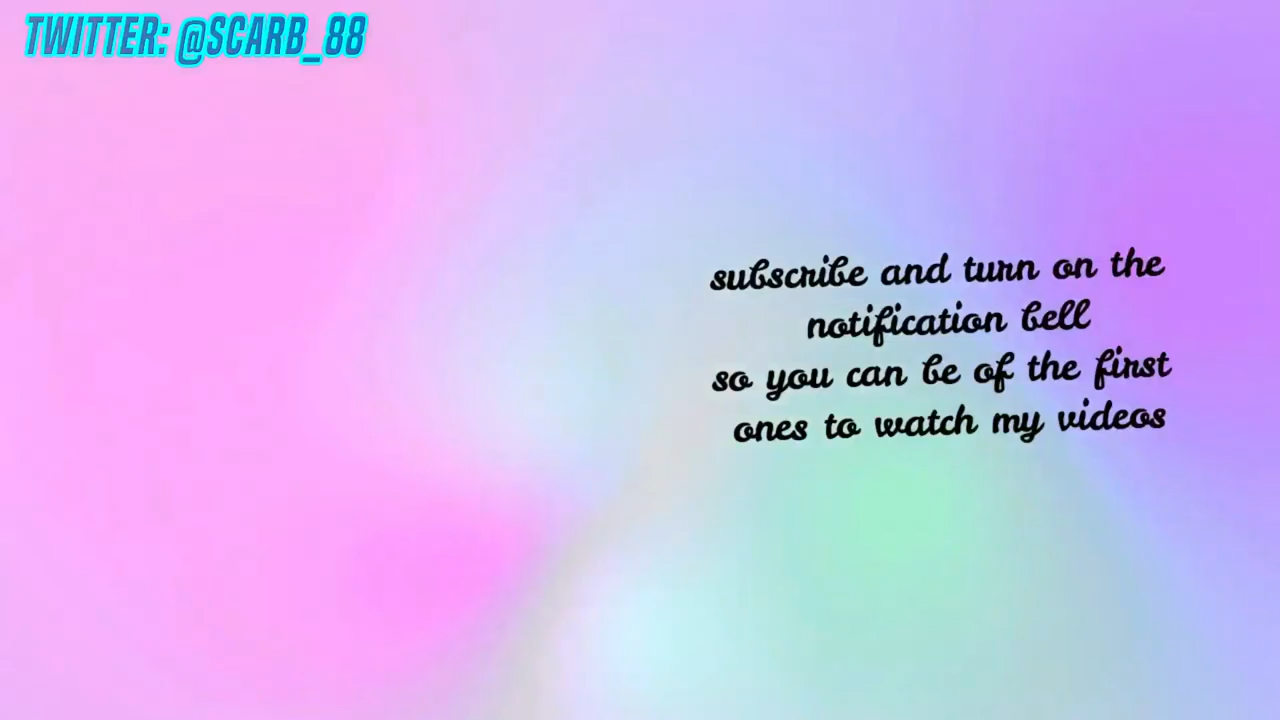 TWITTER: @SCARB_88
subscribe and turn on the
notification bell
so you can be of the first
ones to watch my videos